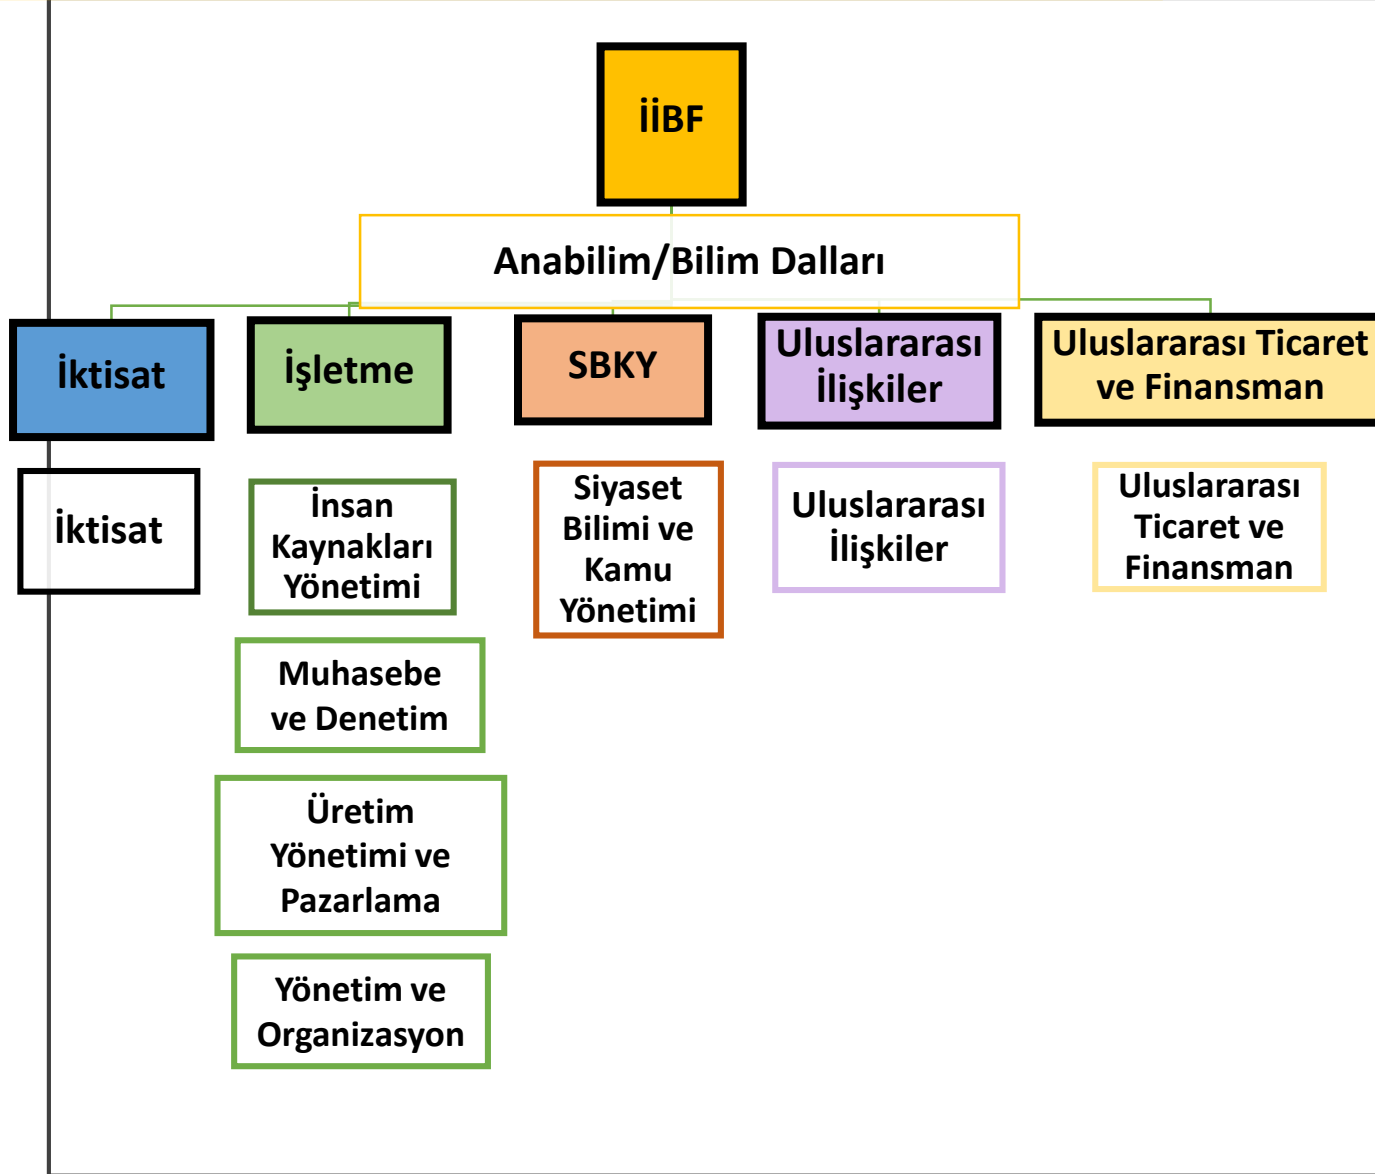 İİBF
Anabilim/Bilim Dalları
İktisat
İşletme
SBKY
Uluslararası
İlişkiler
Uluslararası Ticaret
ve Finansman
İktisat
İnsan
Kaynakları
Yönetimi
Muhasebe
ve Denetim
Üretim
Yönetimi ve
Pazarlama
Yönetim ve
Organizasyon
Siyaset
Bilimi ve
Kamu
Yönetimi
Uluslararası
İlişkiler
Uluslararası
Ticaret ve
Finansman